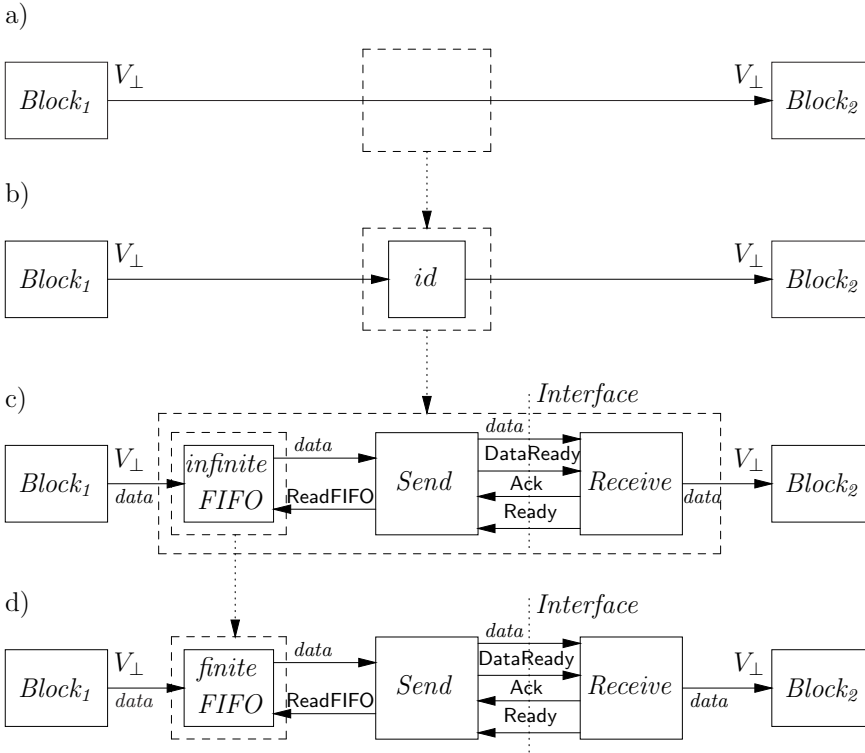 a)
Block₁
V⊥
V⊥
Block₂
b)
Block₁
V⊥
id
V⊥
Block₂
c)
Interface
Block₁
V⊥
data
infinite
FIFO
data
ReadFIFO
Send
data
DataReady
Ack
Ready
Receive
data
V⊥
Block₂
d)
Interface
Block₁
V⊥
data
finite
FIFO
data
ReadFIFO
Send
data
DataReady
Ack
Ready
Receive
data
V⊥
Block₂